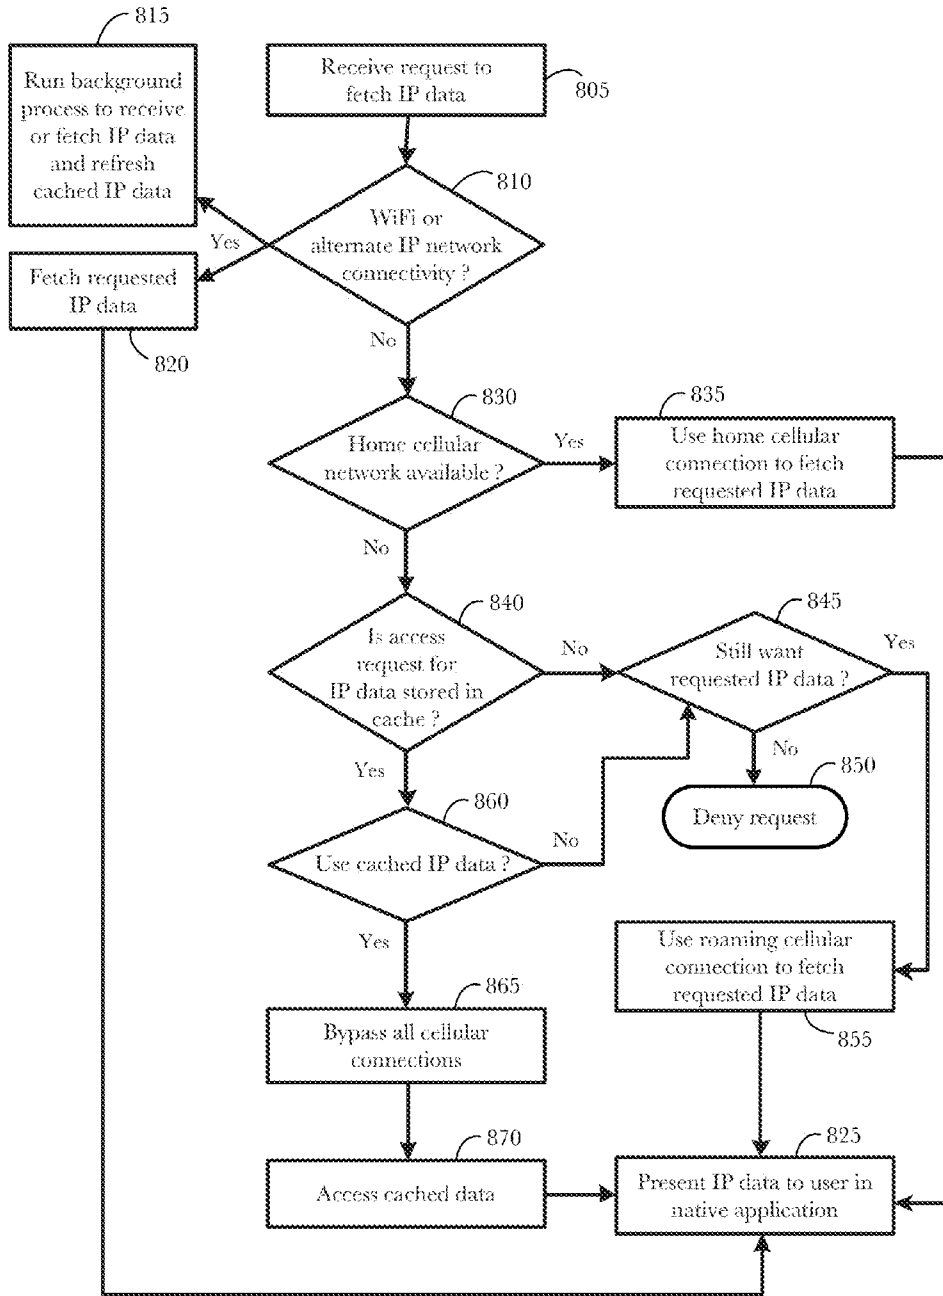 815
Run background
process to receive
or fetch IP data
and refresh
cached IP data
Receive request to
fetch IP data
805
810
WiFi or
alternate IP network
connectivity ?
Yes
Fetch requested
IP data
820
No
830
Home cellular
network available ?
Yes
835
Use home cellular
connection to fetch
requested IP data
No
840
Is access
request for
IP data stored in
cache ?
No
845
Still want
requested IP data ?
Yes
No
850
Deny request
Yes
860
Use cached IP data ?
No
Yes
Use roaming cellular
connection to fetch
requested IP data
855
865
Bypass all cellular
connections
870
Access cached data
825
Present IP data to user in
native application